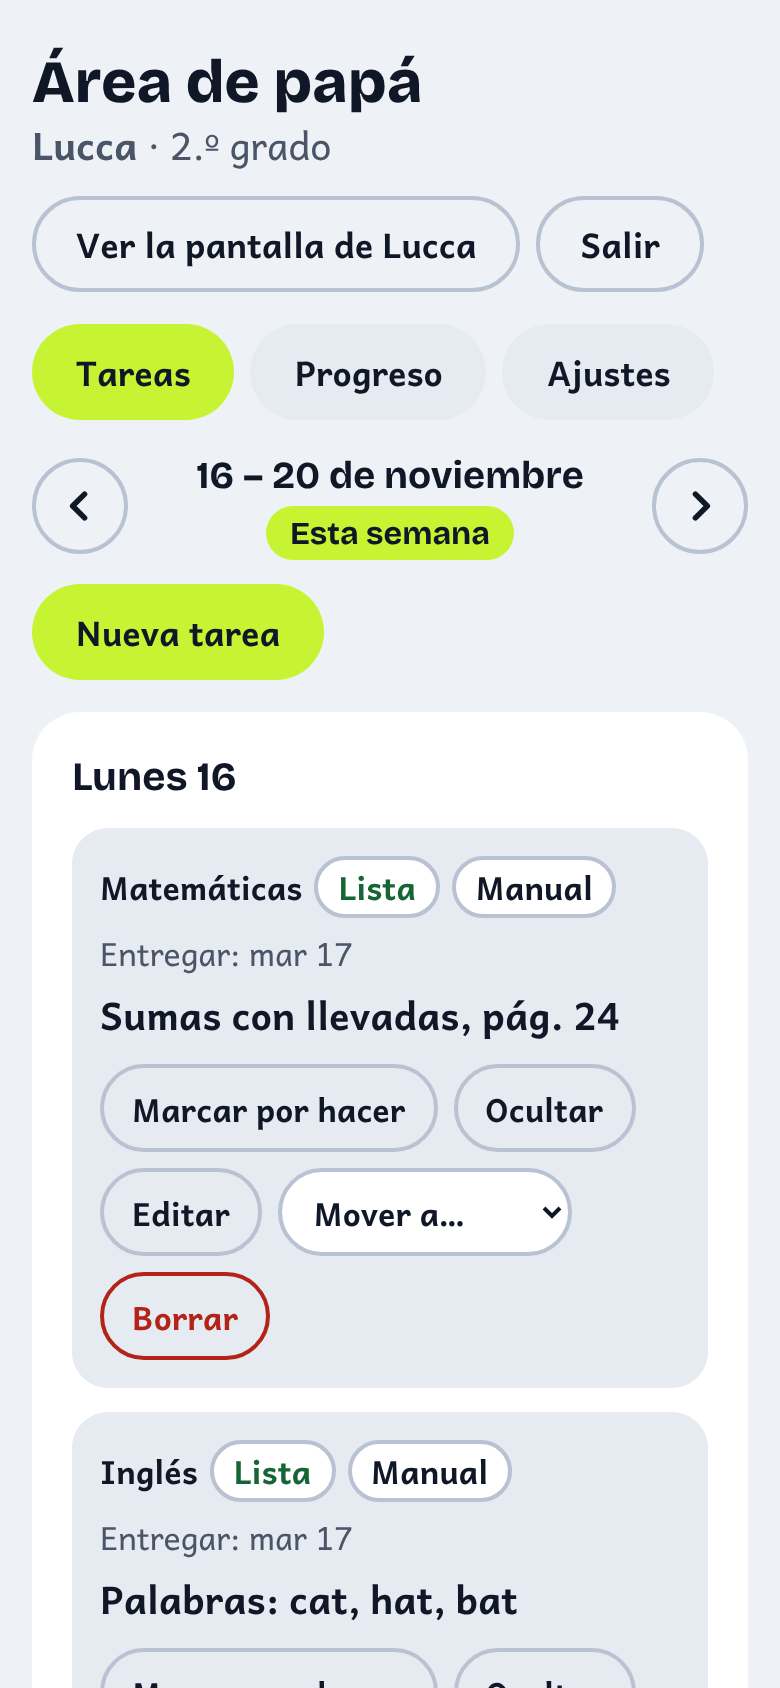 Área de papá
Lucca · 2.º grado
Ver la pantalla de Lucca Salir
Tareas Progreso Ajustes
16 – 20 de noviembre
Esta semana
Nueva tarea
Lunes 16
Matemáticas Lista Manual
Entregar: mar 17
Sumas con llevadas, pág. 24
Marcar por hacer Ocultar
Editar Mover a...
Borrar
Inglés Lista Manual
Entregar: mar 17
Palabras: cat, hat, bat